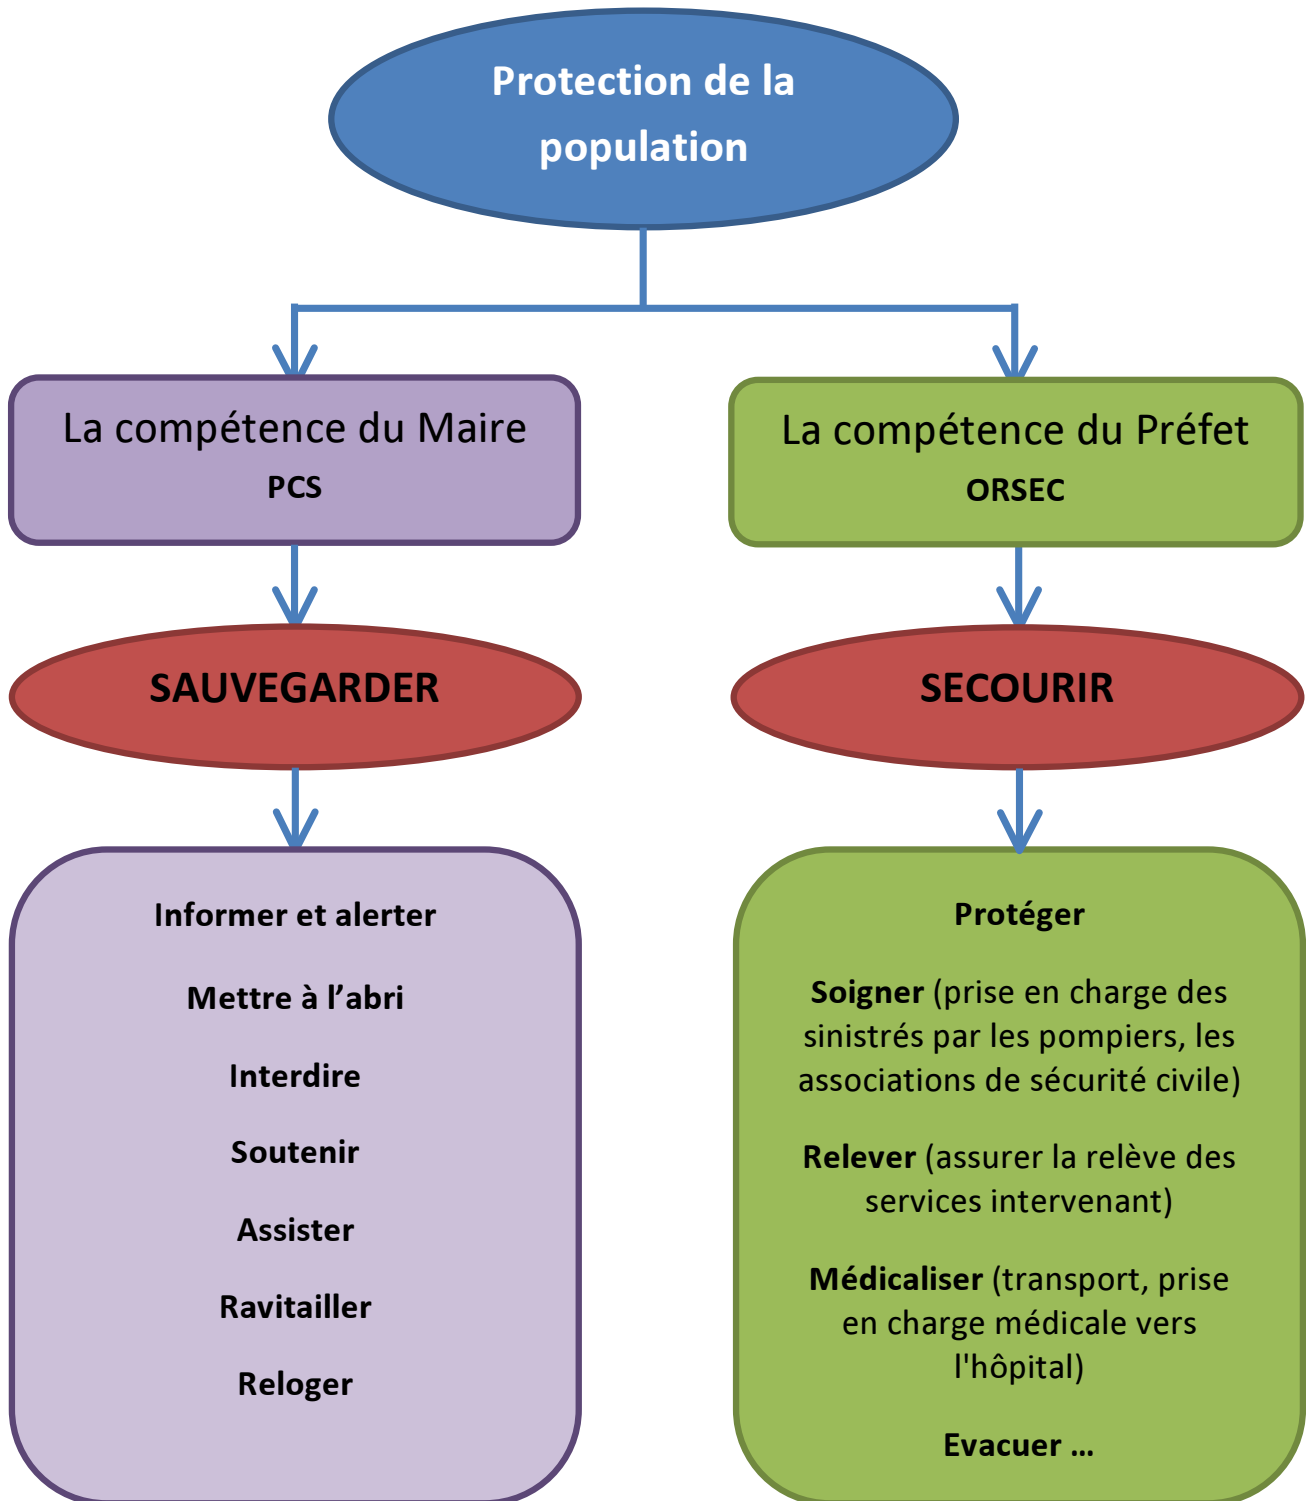 Protection de la
population
La compétence du Maire
PCS
La compétence du Préfet
ORSEC
SAUVEGARDER
SECOURIR
Informer et alerter
Mettre à l’abri
Interdire
Soutenir
Assister
Ravitailler
Reloger
Protéger
Soigner (prise en charge des
sinistrés par les pompiers, les
associations de sécurité civile)
Relever (assurer la relève des
services intervenant)
Médicaliser (transport, prise
en charge médicale vers
l'hôpital)
Evacuer ...